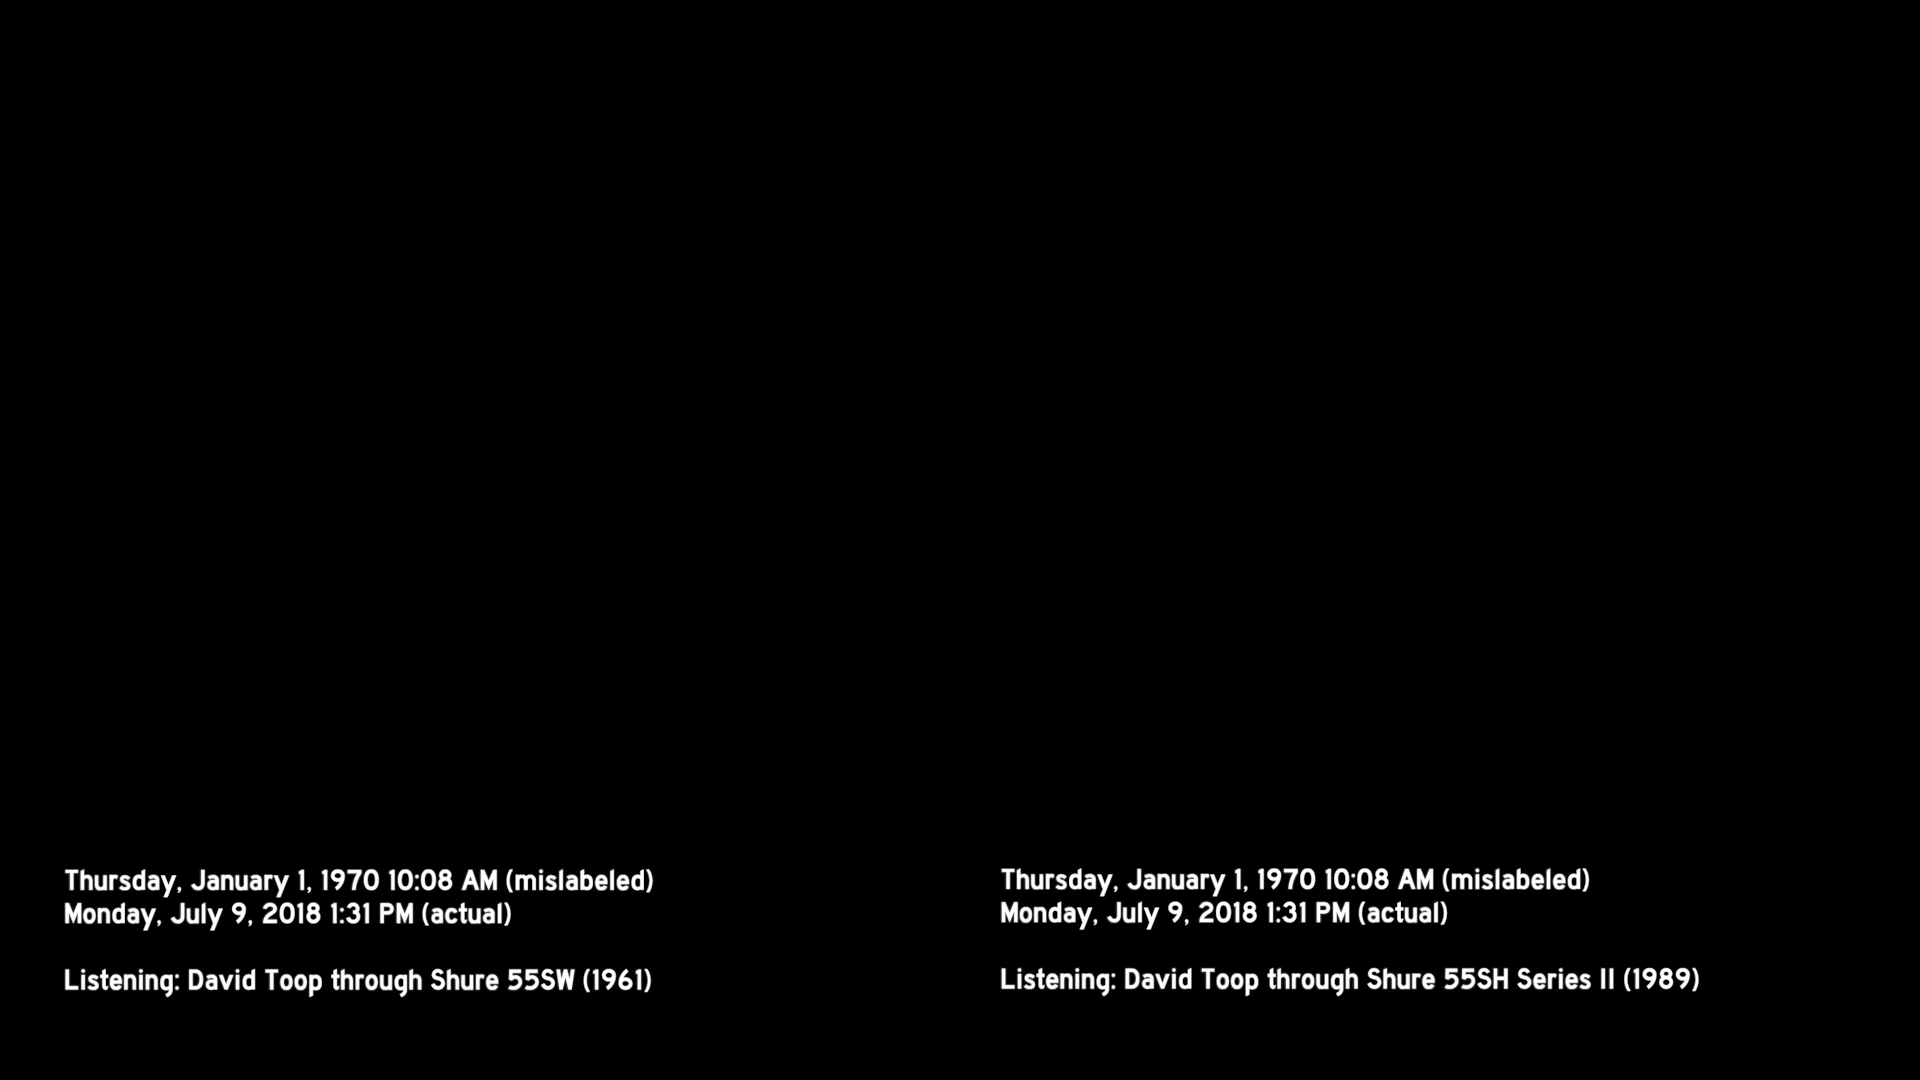 Thursday, January 1, 1970 10:08 AM (mislabeled)
Monday, July 9, 2018 1:31 PM (actual)
Listening: David Toop through Shure 55SW (1961)
Thursday, January 1, 1970 10:08 AM (mislabeled)
Monday, July 9, 2018 1:31 PM (actual)
Listening: David Toop through Shure 55SH Series II (1989)